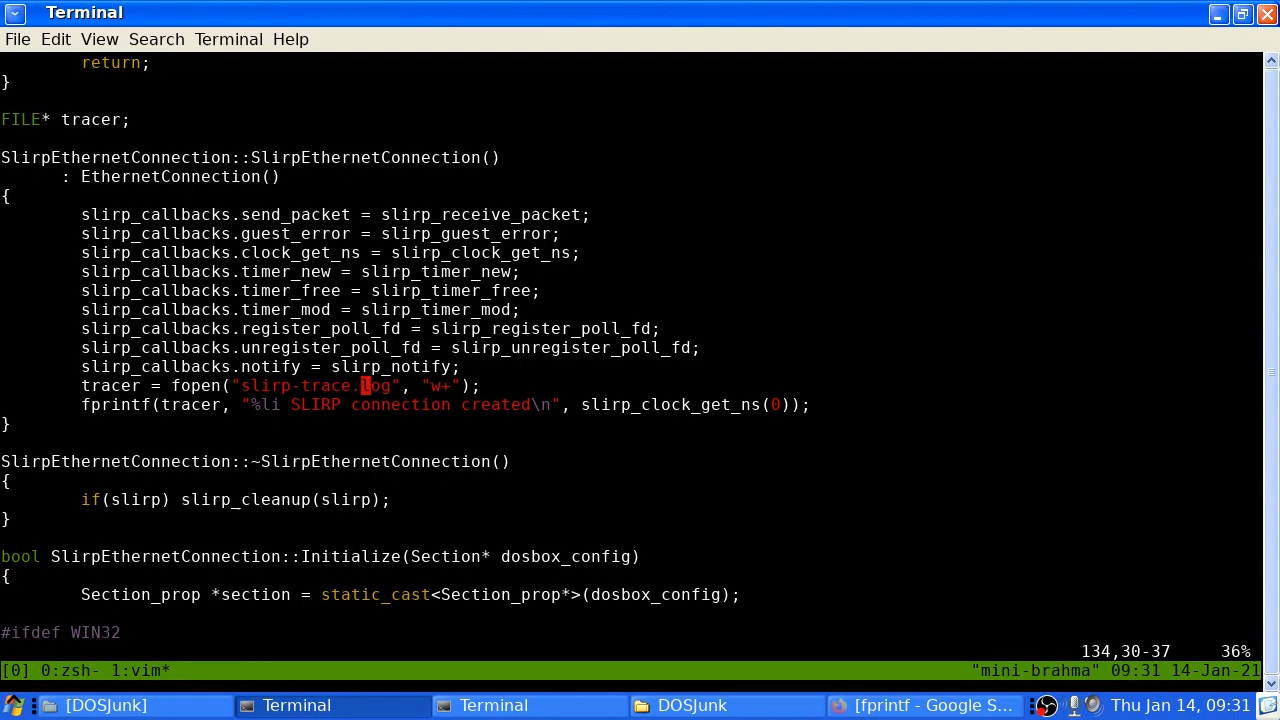 Terminal
File Edit View Search Terminal Help
        return;
}
FILE* tracer;
SlirpEthernetConnection::SlirpEthernetConnection()
      : EthernetConnection()
{
        slirp_callbacks.send_packet = slirp_receive_packet;
        slirp_callbacks.guest_error = slirp_guest_error;
        slirp_callbacks.clock_get_ns = slirp_clock_get_ns;
        slirp_callbacks.timer_new = slirp_timer_new;
        slirp_callbacks.timer_free = slirp_timer_free;
        slirp_callbacks.timer_mod = slirp_timer_mod;
        slirp_callbacks.register_poll_fd = slirp_register_poll_fd;
        slirp_callbacks.unregister_poll_fd = slirp_unregister_poll_fd;
        slirp_callbacks.notify = slirp_notify;
        tracer = fopen("slirp-trace.log", "w+");
        fprintf(tracer, "%li SLIRP connection created\n", slirp_clock_get_ns(0));
}
SlirpEthernetConnection::~SlirpEthernetConnection()
{
        if(slirp) slirp_cleanup(slirp);
}
bool SlirpEthernetConnection::Initialize(Section* dosbox_config)
{
        Section_prop *section = static_cast<Section_prop*>(dosbox_config);
#ifdef WIN32
134,30-37     36%
[0] 0:zsh- 1:vim* "mini-brahma" 09:31 14-Jan-21
[DOSJunk] Terminal Terminal DOSJunk [fprintf - Google S... Thu Jan 14, 09:31